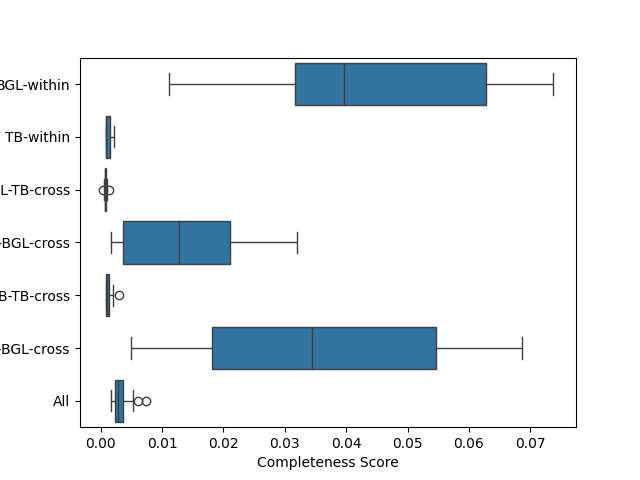 BGL-within
TB-within
L-TB-cross
-BGL-cross
B-TB-cross
-BGL-cross
All
0.00 0.01 0.02 0.03 0.04 0.05 0.06 0.07
Completeness Score